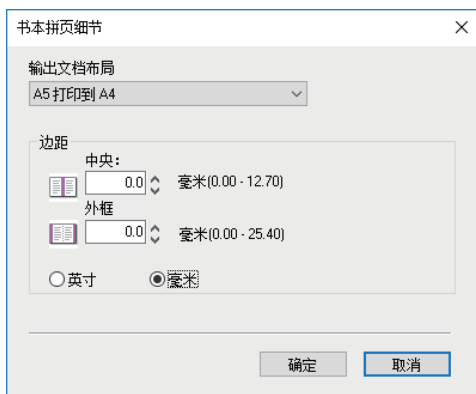 书本拼页细节
输出文档布局
A5 打印到 A4
边距
中央：
0.0 毫米(0.00 - 12.70)
外框
0.0 毫米(0.00 - 25.40)
英寸 毫米
确定 取消